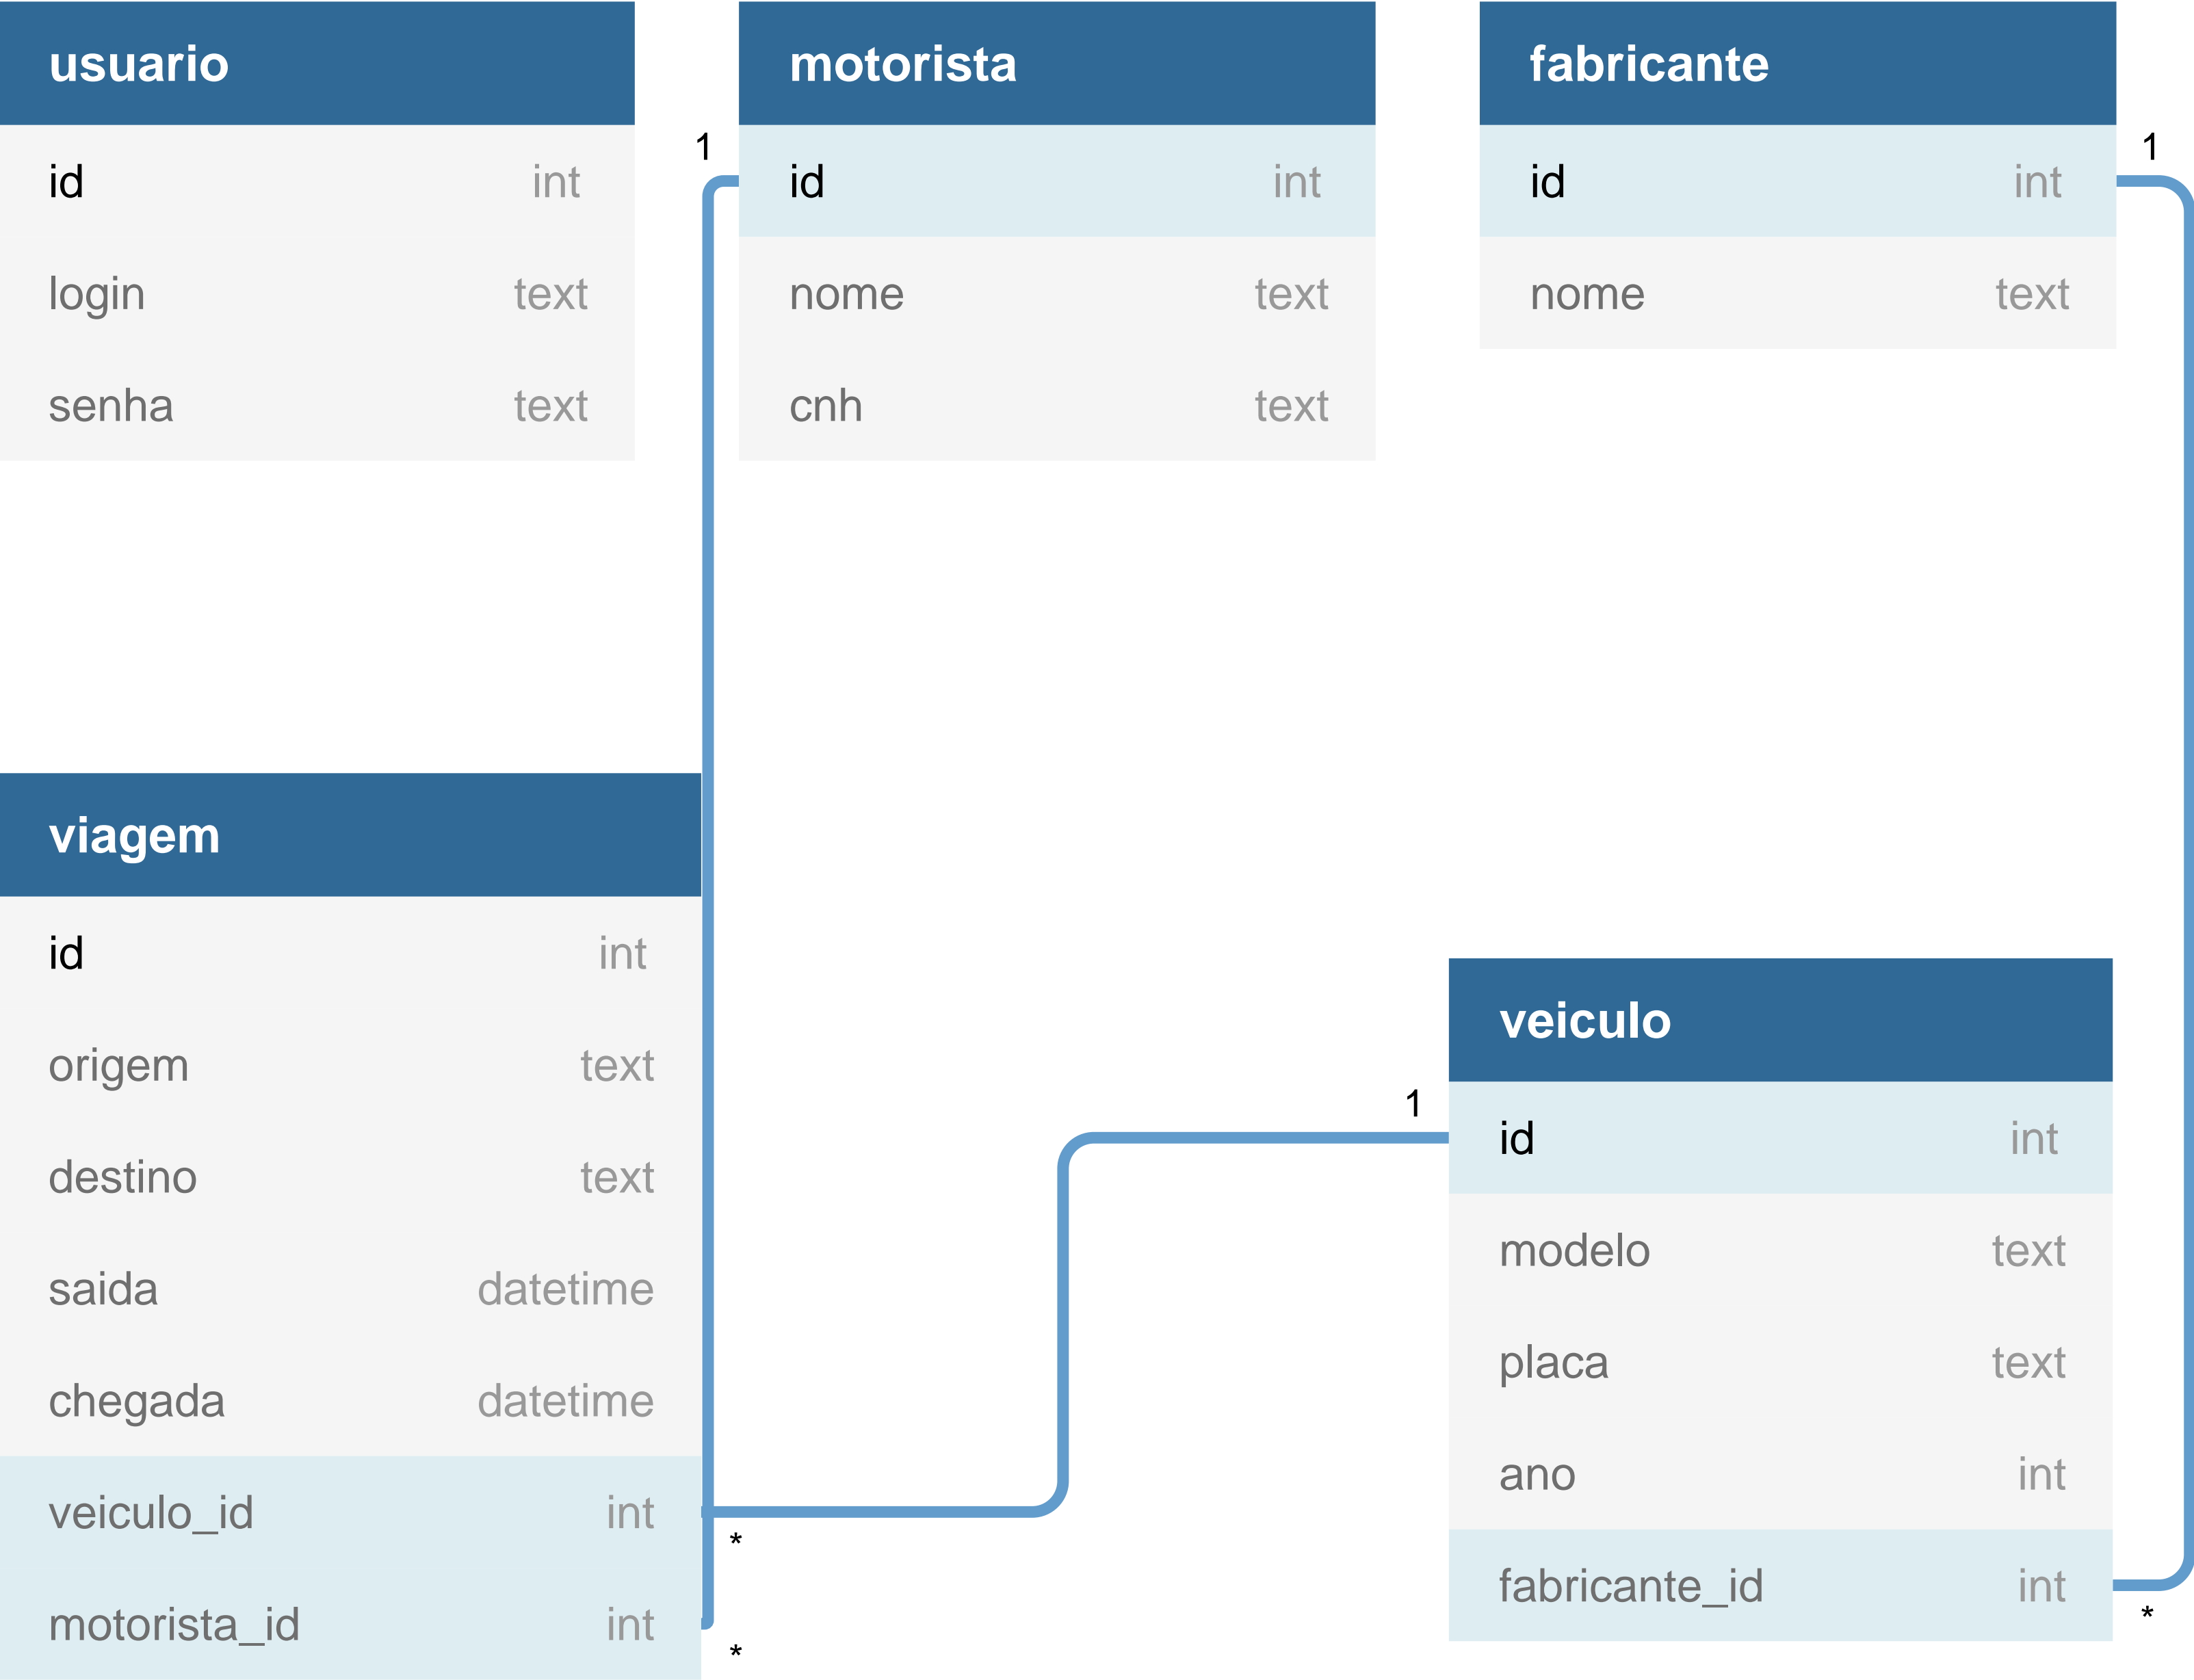 usuario
id int
login text
senha text
1
motorista
id int
nome text
cnh text
fabricante
1
id int
nome text
viagem
id int
origem text
destino text
saida datetime
chegada datetime
veiculo_id int
*
motorista_id int
*
veiculo
1
id int
modelo text
placa text
ano int
fabricante_id int
*